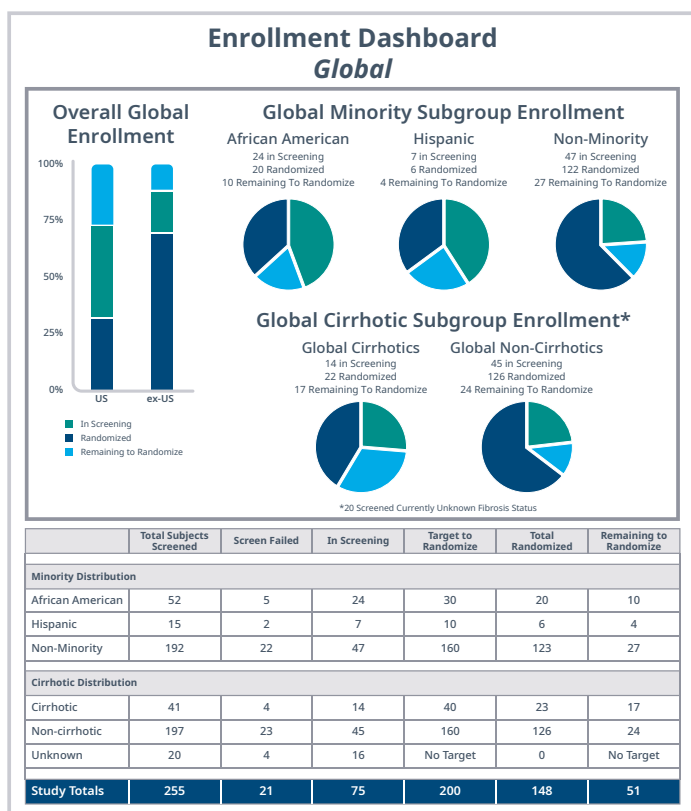 Enrollment Dashboard
Global
Overall Global
Enrollment
100%
75%
50%
25%
0%
US ex-US
In Screening
Randomized
Remaining to Randomize
Global Minority Subgroup Enrollment
African American
24 in Screening
20 Randomized
10 Remaining To Randomize
Hispanic
7 in Screening
6 Randomized
4 Remaining To Randomize
Non-Minority
47 in Screening
122 Randomized
27 Remaining To Randomize
Global Cirrhotic Subgroup Enrollment*
Global Cirrhotics
14 in Screening
22 Randomized
17 Remaining To Randomize
Global Non-Cirrhotics
45 in Screening
126 Randomized
24 Remaining To Randomize
*20 Screened Currently Unknown Fibrosis Status
Total Subjects Screened Screen Failed In Screening Target to Randomize Total Randomized Remaining to Randomize
Minority Distribution
African American 52 5 24 30 20 10
Hispanic 15 2 7 10 6 4
Non-Minority 192 22 47 160 123 27
Cirrhotic Distribution
Cirrhotic 41 4 14 40 23 17
Non-cirrhotic 197 23 45 160 126 24
Unknown 20 4 16 No Target 0 No Target
Study Totals 255 21 75 200 148 51